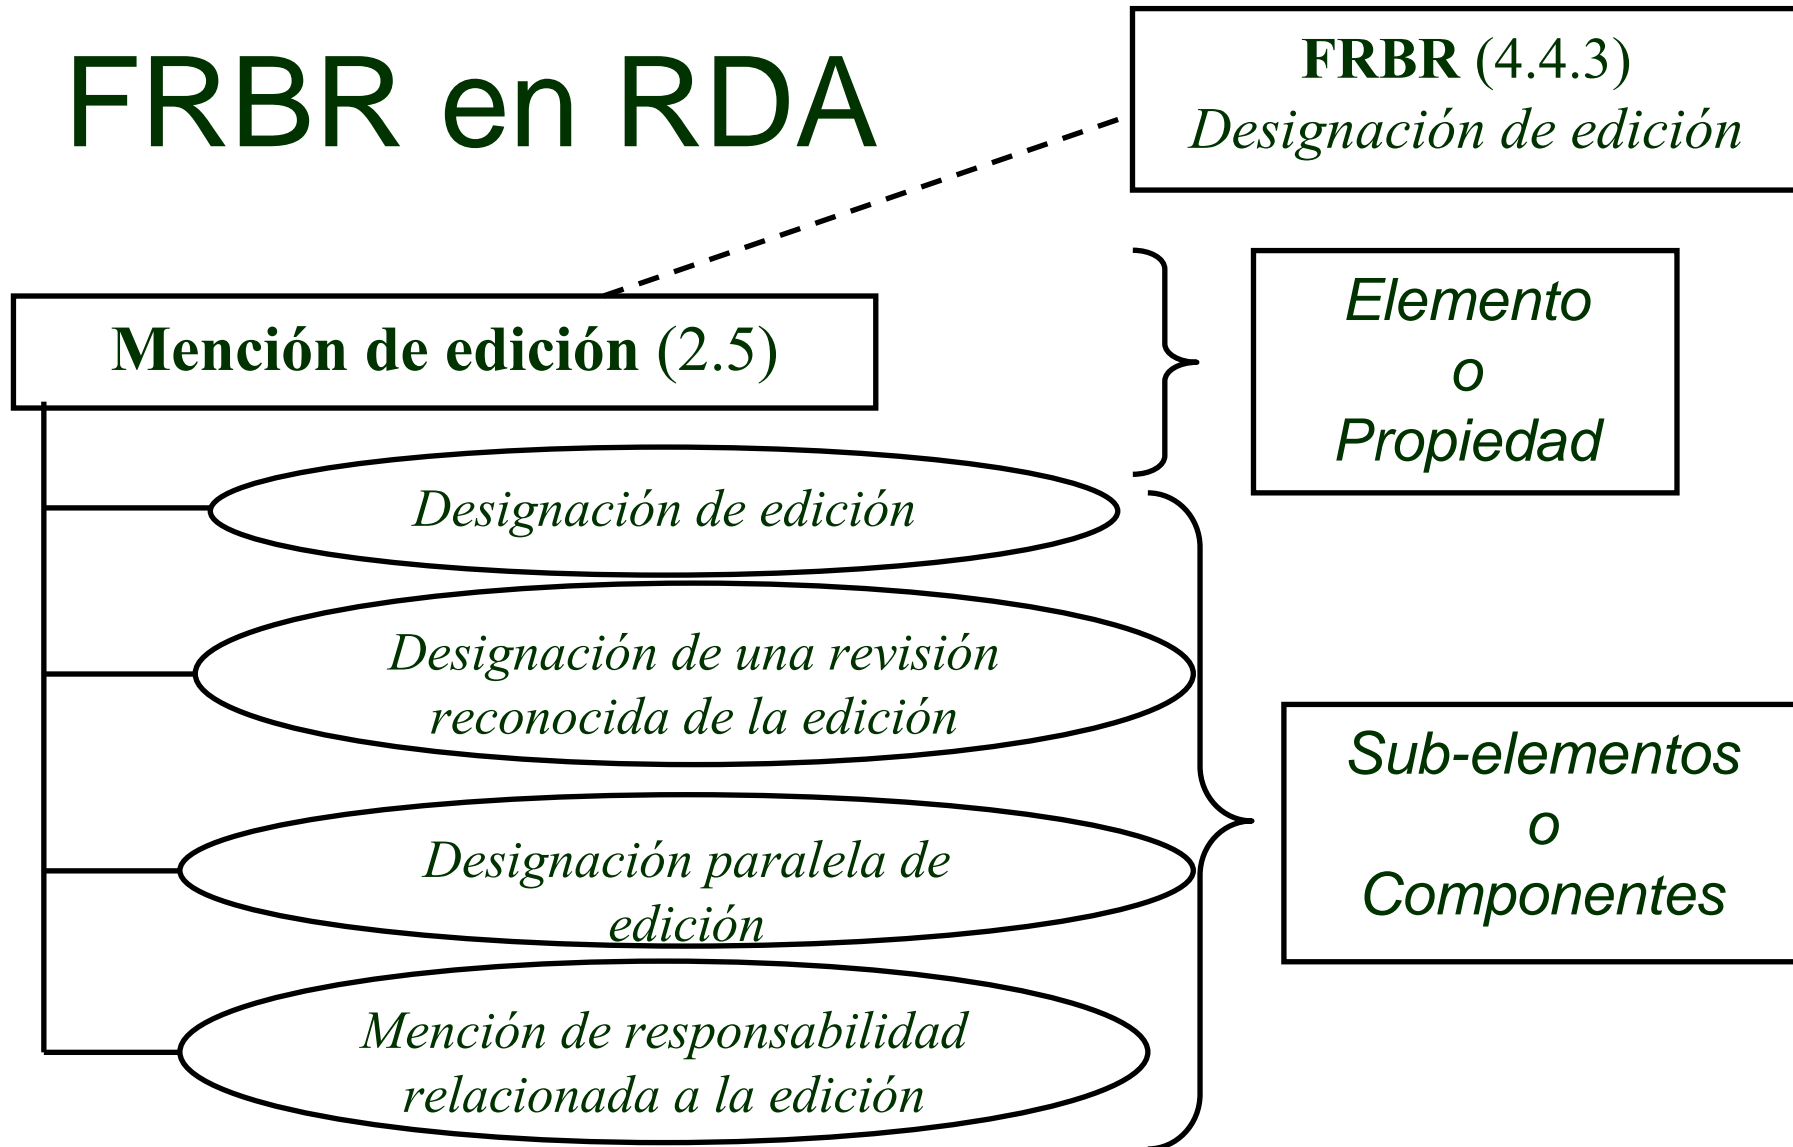 FRBR en RDA
FRBR (4.4.3)
Designación de edición
Mención de edición (2.5)
Elemento
o
Propiedad
Designación de edición
Designación de una revisión
reconocida de la edición
Designación paralela de
edición
Mención de responsabilidad
relacionada a la edición
Sub-elementos
o
Componentes